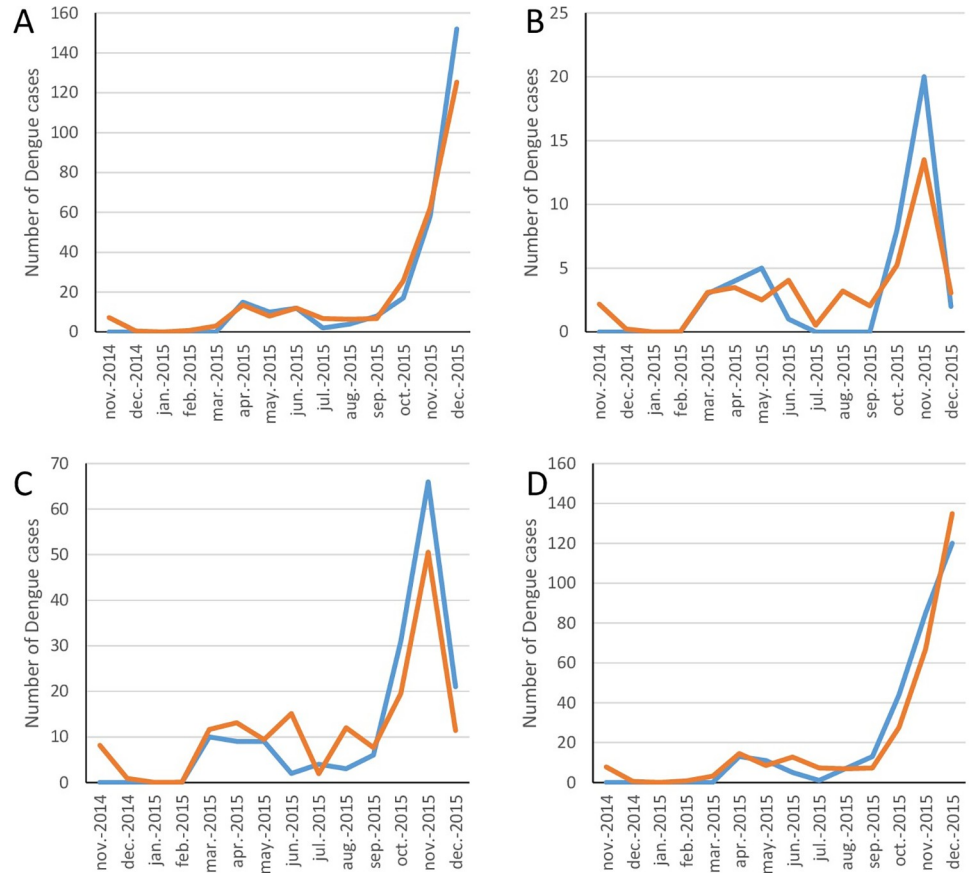 A
Number of Dengue cases
160
140
120
100
80
60
40
20
0
nov.-2014
dec.-2014
jan.-2015
feb.-2015
mar.-2015
apr.-2015
may.-2015
jun.-2015
jul.-2015
aug.-2015
sep.-2015
oct.-2015
nov.-2015
dec.-2015
B
Number of Dengue cases
25
20
15
10
5
0
nov.-2014
dec.-2014
jan.-2015
feb.-2015
mar.-2015
apr.-2015
may.-2015
jun.-2015
jul.-2015
aug.-2015
sep.-2015
oct.-2015
nov.-2015
dec.-2015
C
Number of Dengue cases
70
60
50
40
30
20
10
0
nov.-2014
dec.-2014
jan.-2015
feb.-2015
mar.-2015
apr.-2015
may.-2015
jun.-2015
jul.-2015
aug.-2015
sep.-2015
oct.-2015
nov.-2015
dec.-2015
D
Number of Dengue cases
160
140
120
100
80
60
40
20
0
nov.-2014
dec.-2014
jan.-2015
feb.-2015
mar.-2015
apr.-2015
may.-2015
jun.-2015
jul.-2015
aug.-2015
sep.-2015
oct.-2015
nov.-2015
dec.-2015